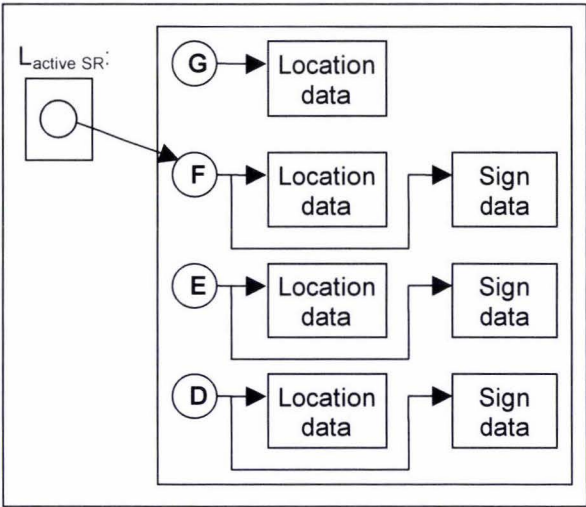 L active SR:
G
Location
data
F
Location
data
Sign
data
E
Location
data
Sign
data
D
Location
data
Sign
data